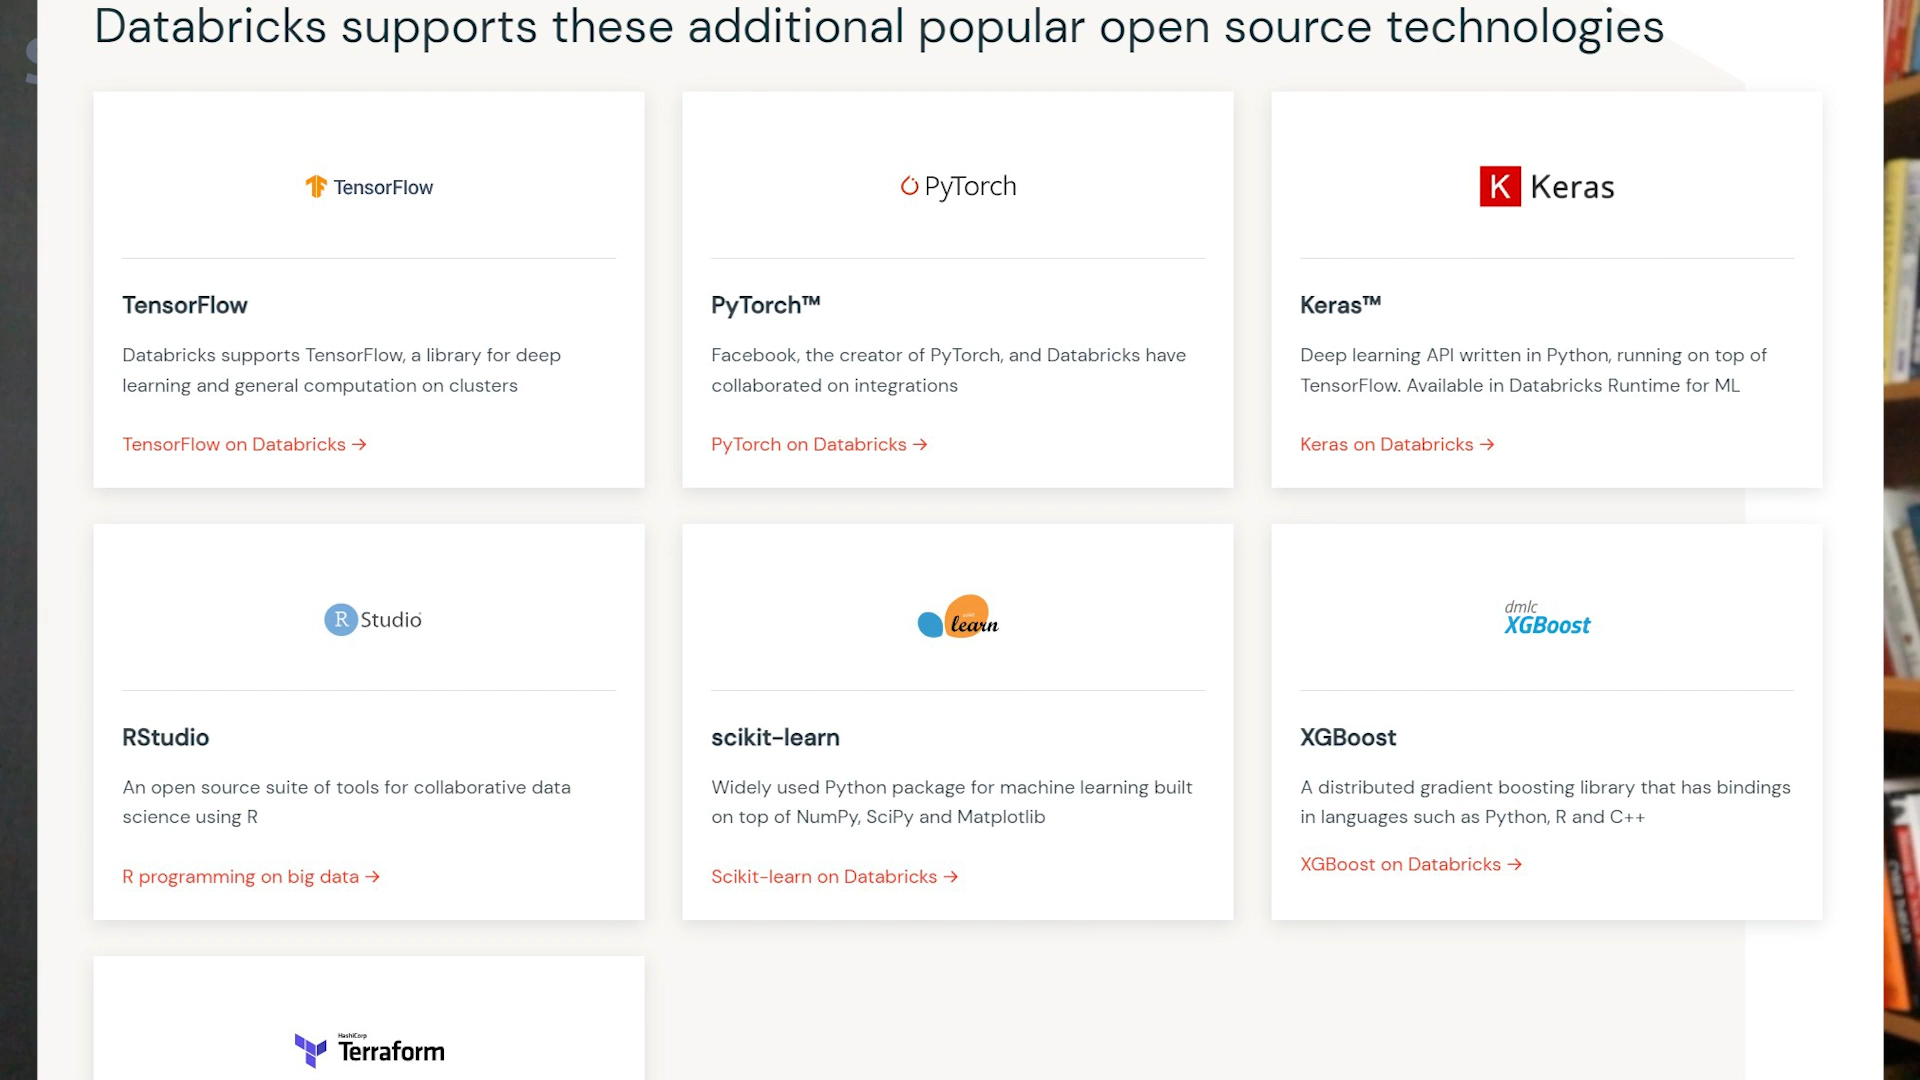 Databricks supports these additional popular open source technologies
TensorFlow
PyTorch
K Keras
TensorFlow
Databricks supports TensorFlow, a library for deep
learning and general computation on clusters
TensorFlow on Databricks →
PyTorch™
Facebook, the creator of PyTorch, and Databricks have
collaborated on integrations
PyTorch on Databricks →
Keras™
Deep learning API written in Python, running on top of
TensorFlow. Available in Databricks Runtime for ML
Keras on Databricks →
R Studio
learn
dmlc
XGBoost
RStudio
An open source suite of tools for collaborative data
science using R
R programming on big data →
scikit-learn
Widely used Python package for machine learning built
on top of NumPy, SciPy and Matplotlib
Scikit-learn on Databricks →
XGBoost
A distributed gradient boosting library that has bindings
in languages such as Python, R and C++
XGBoost on Databricks →
HashiCorp
Terraform